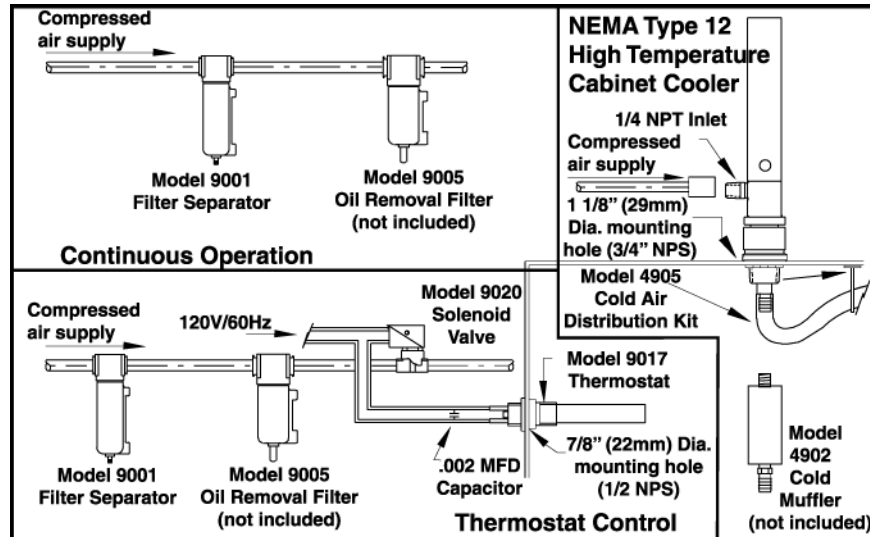 Compressed
air supply
Model 9001
Filter Separator
Model 9005
Oil Removal Filter
(not included)
Continuous Operation
NEMA Type 12
High Temperature
Cabinet Cooler
1/4 NPT Inlet
Compressed
air supply
1 1/8” (29mm)
Dia. mounting
hole (3/4” NPS)
Model 4905
Cold Air
Distribution Kit
Model
4902
Cold
Muffler
(not included)
Compressed
air supply
120V/60Hz
Model 9020
Solenoid
Valve
Model 9017
Thermostat
Model 9001
Filter Separator
Model 9005
Oil Removal Filter
(not included)
.002 MFD
Capacitor
7/8” (22mm) Dia.
mounting hole
(1/2 NPS)
Thermostat Control